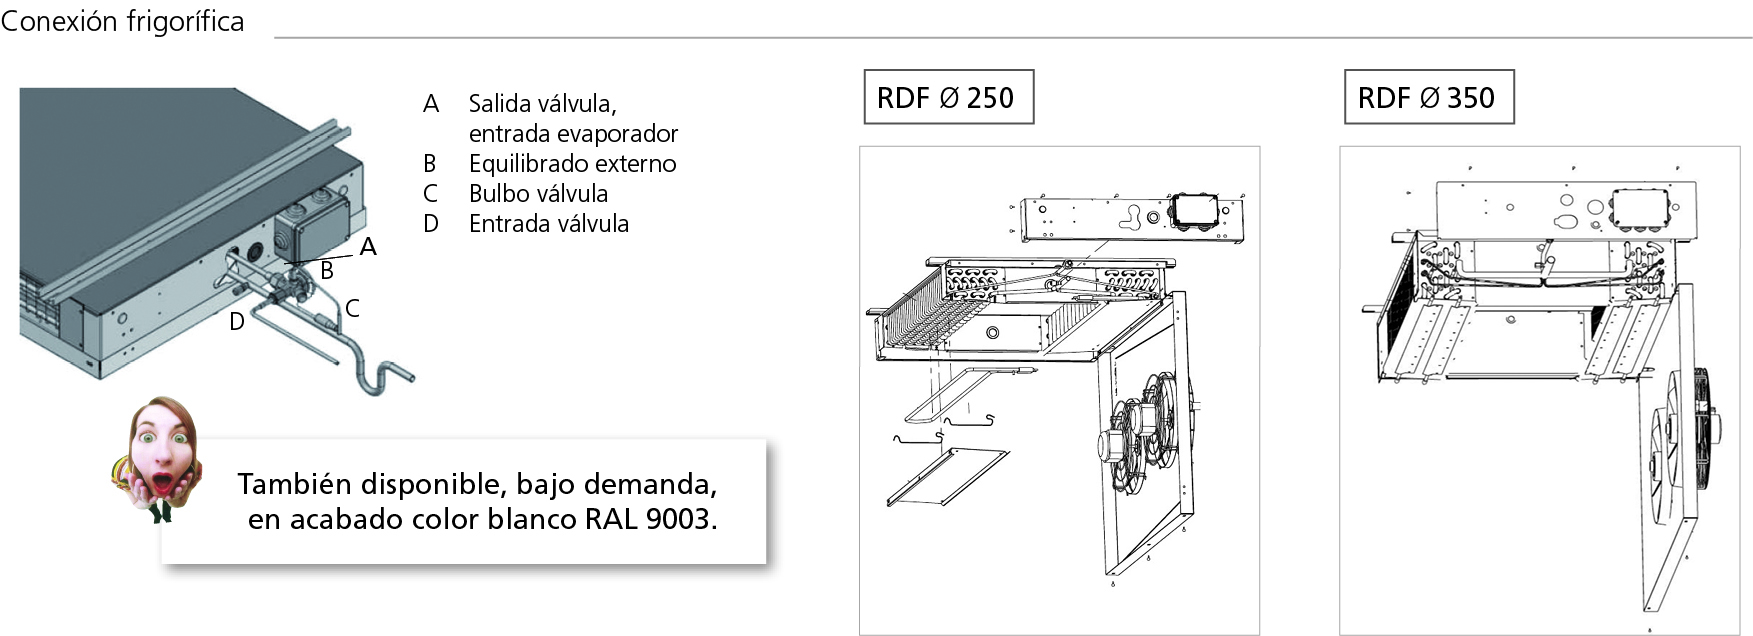 Conexión frigorífica
A Salida válvula,
entrada evaporador
B Equilibrado externo
C Bulbo válvula
D Entrada válvula
A
B
C
D
También disponible, bajo demanda,
en acabado color blanco RAL 9003.
RDF Ø 250
RDF Ø 350